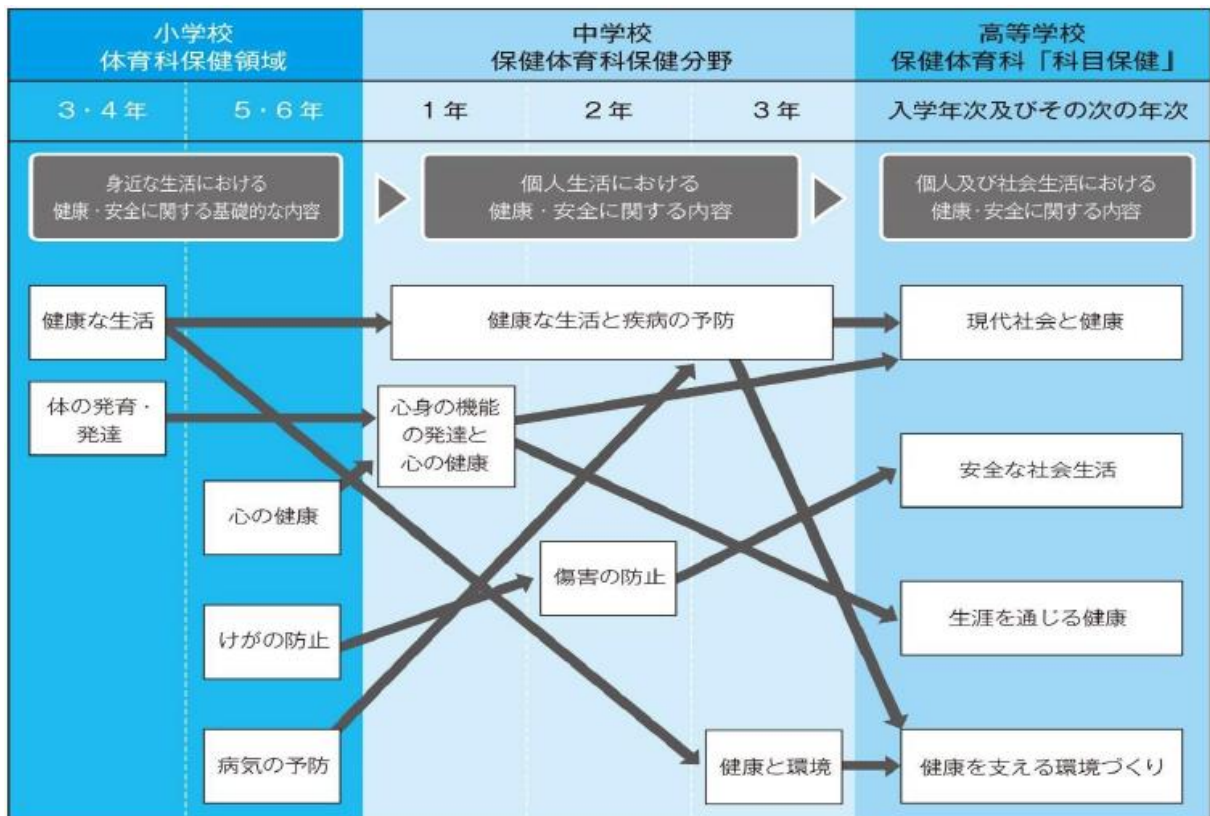 小学校
体育科保健領域
中学校
保健体育科保健分野
高等学校
保健体育科「科目保健」
3・4年
5・6年
1年
2年
3年
入学年次及びその次の年次
身近な生活における
健康・安全に関する基礎的な内容
個人生活における
健康・安全に関する内容
個人及び社会生活における
健康・安全に関する内容
健康な生活
健康な生活と疾病の予防
現代社会と健康
体の発育・
発達
心身の機能
の発達と
心の健康
安全な社会生活
心の健康
傷害の防止
けがの防止
生涯を通じる健康
病気の予防
健康と環境
健康を支える環境づくり